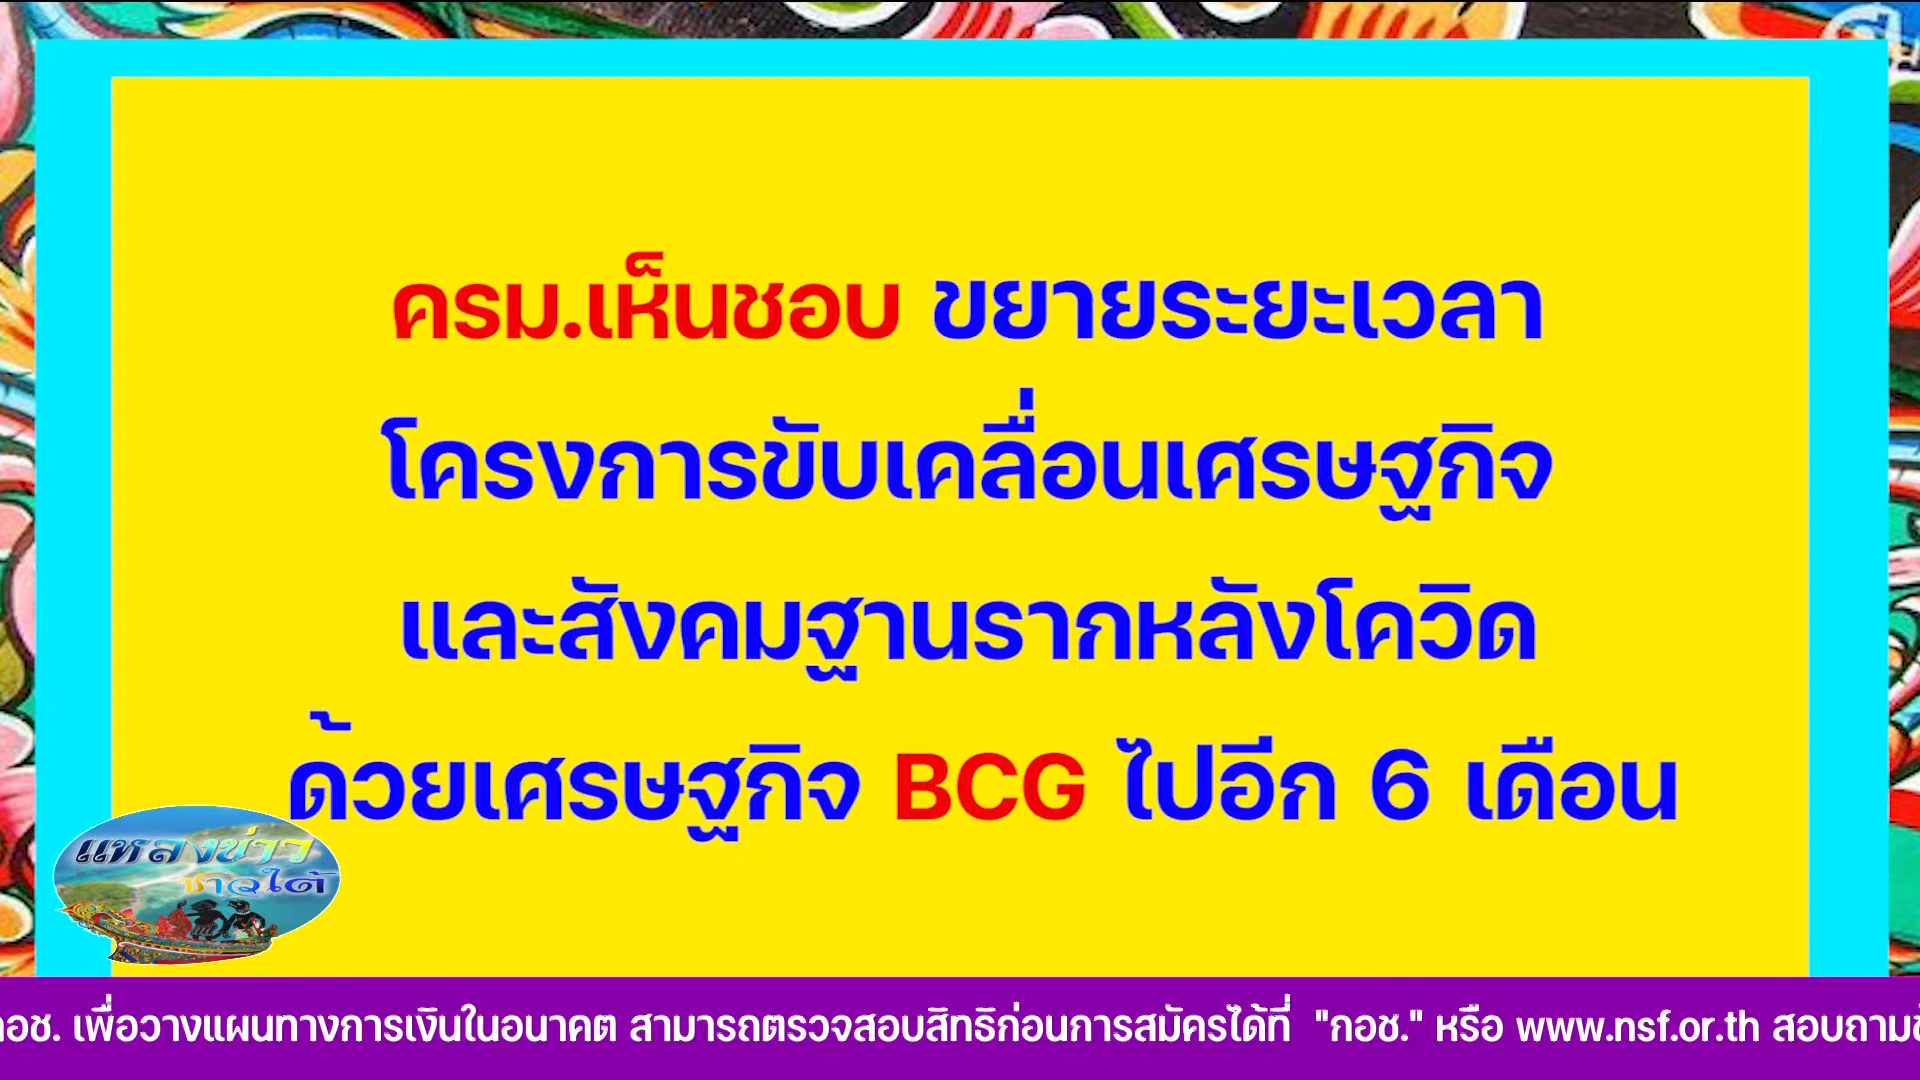 ครม.เห็นชอบ ขยายระยะเวลา
โครงการขับเคลื่อนเศรษฐกิจ
และสังคมฐานรากหลังโควิด
ด้วยเศรษฐกิจ BCG ไปอีก 6 เดือน
แหลงข่าว
ชาวใต้
กอช. เพื่อวางแผนทางการเงินในอนาคต สามารถตรวจสอบสิทธิก่อนการสมัครได้ที่ "กอช." หรือ www.nsf.or.th สอบถาม